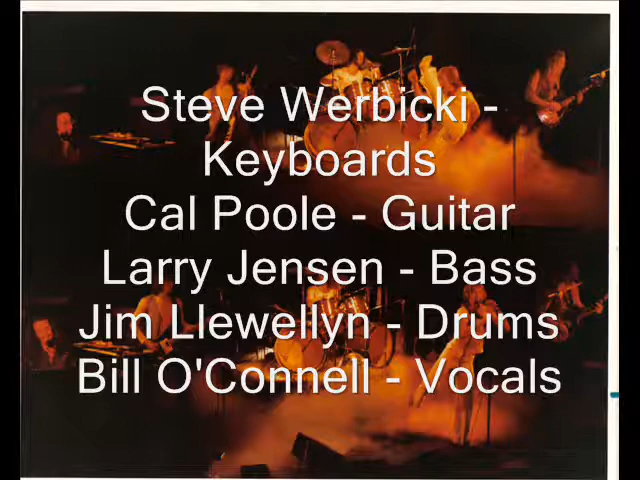 Steve Werbicki -
Keyboards
Cal Poole - Guitar
Larry Jensen - Bass
Jim Llewellyn - Drums
Bill O'Connell - Vocals